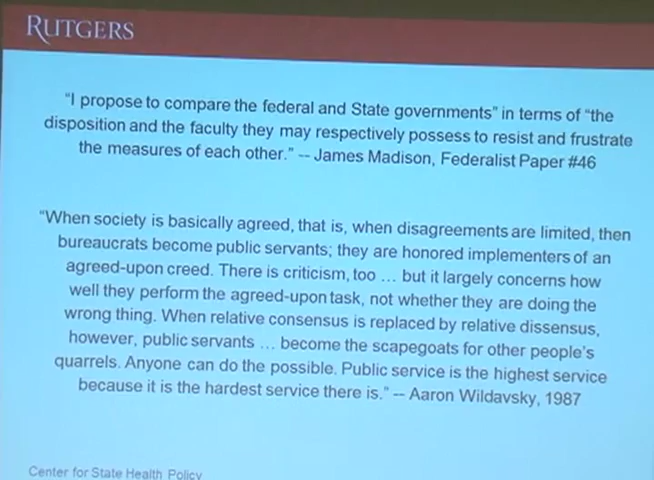 RUTGERS
“I propose to compare the federal and State governments” in terms of “the
disposition and the faculty they may respectively possess to resist and frustrate
the measures of each other.” -- James Madison, Federalist Paper #46
“When society is basically agreed, that is, when disagreements are limited, then
bureaucrats become public servants; they are honored implementers of an
agreed-upon creed. There is criticism, too … but it largely concerns how
well they perform the agreed-upon task, not whether they are doing the
wrong thing. When relative consensus is replaced by relative dissensus,
however, public servants … become the scapegoats for other people’s
quarrels. Anyone can do the possible. Public service is the highest service
because it is the hardest service there is.” -- Aaron Wildavsky, 1987
Center for State Health Policy